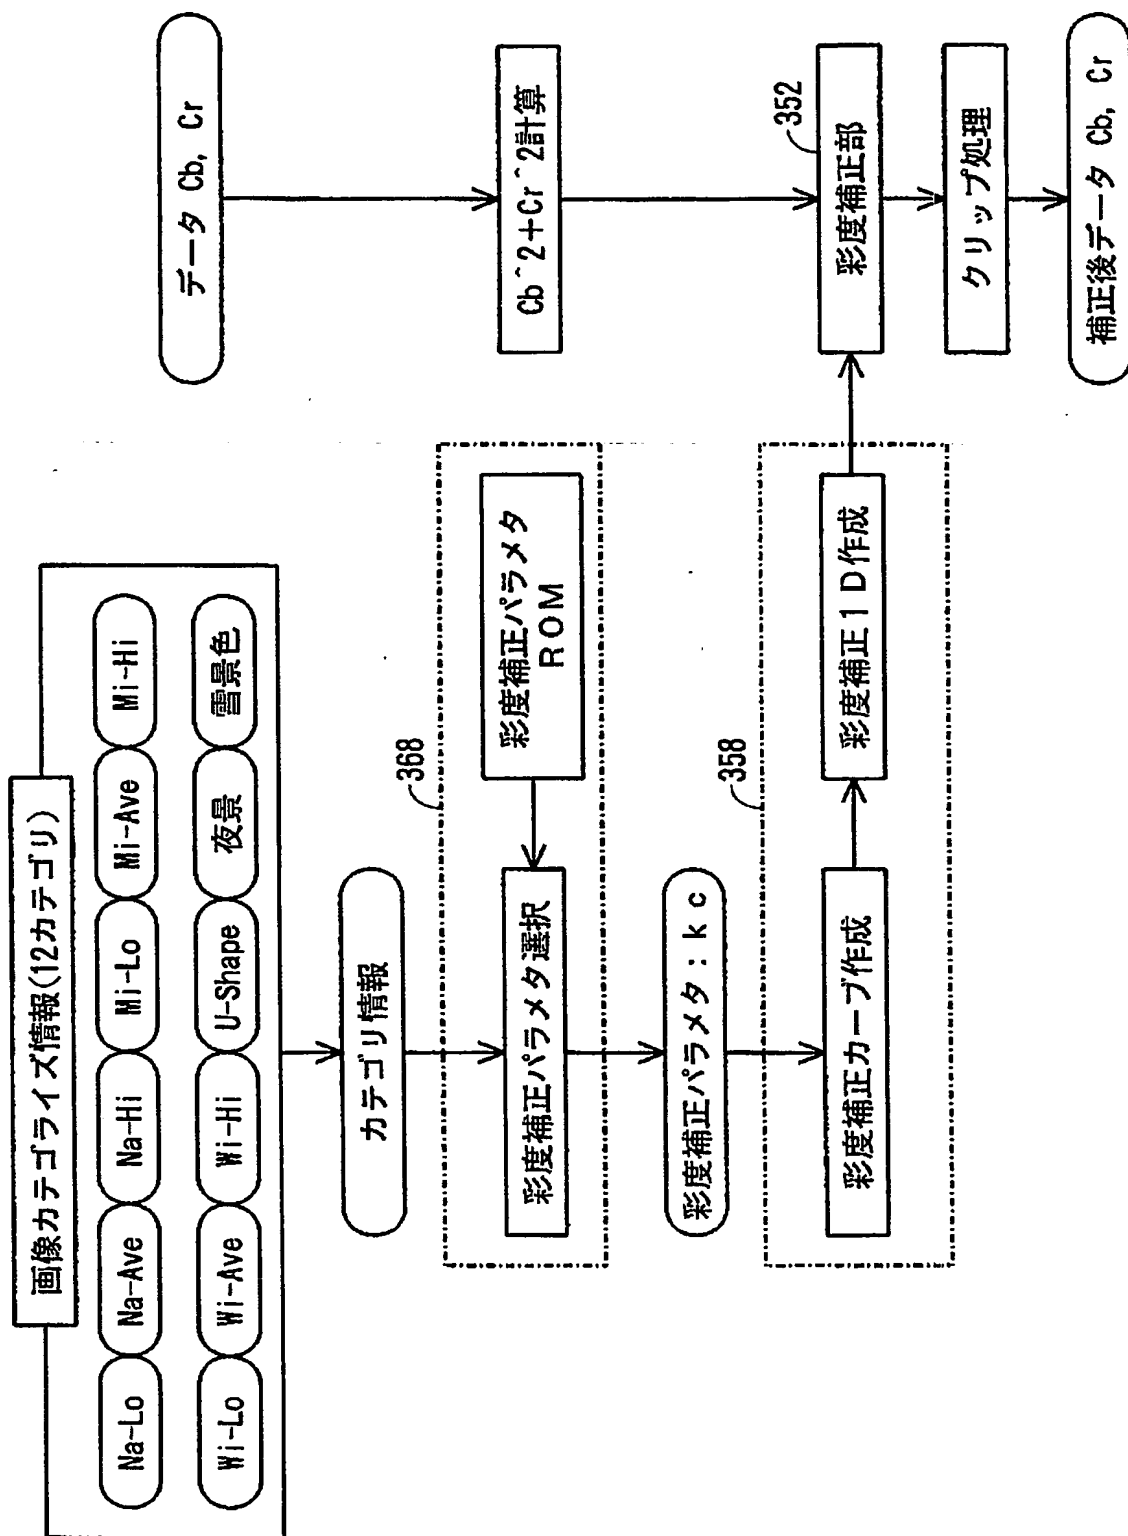 画像カテゴライズ情報(12カテゴリ)
Na-Lo
Na-Ave
Na-Hi
Mi-Lo
Mi-Ave
Mi-Hi
Wi-Lo
Wi-Ave
Wi-Hi
U-Shape
夜景
雪景色
カテゴリ情報
368
彩度補正パラメタ選択
彩度補正パラメタ
ROM
彩度補正パラメタ：kc
358
彩度補正カーブ作成
彩度補正1D作成
データ Cb, Cr
Cb^2+Cr^2計算
352
彩度補正部
クリップ処理
補正後データ Cb, Cr